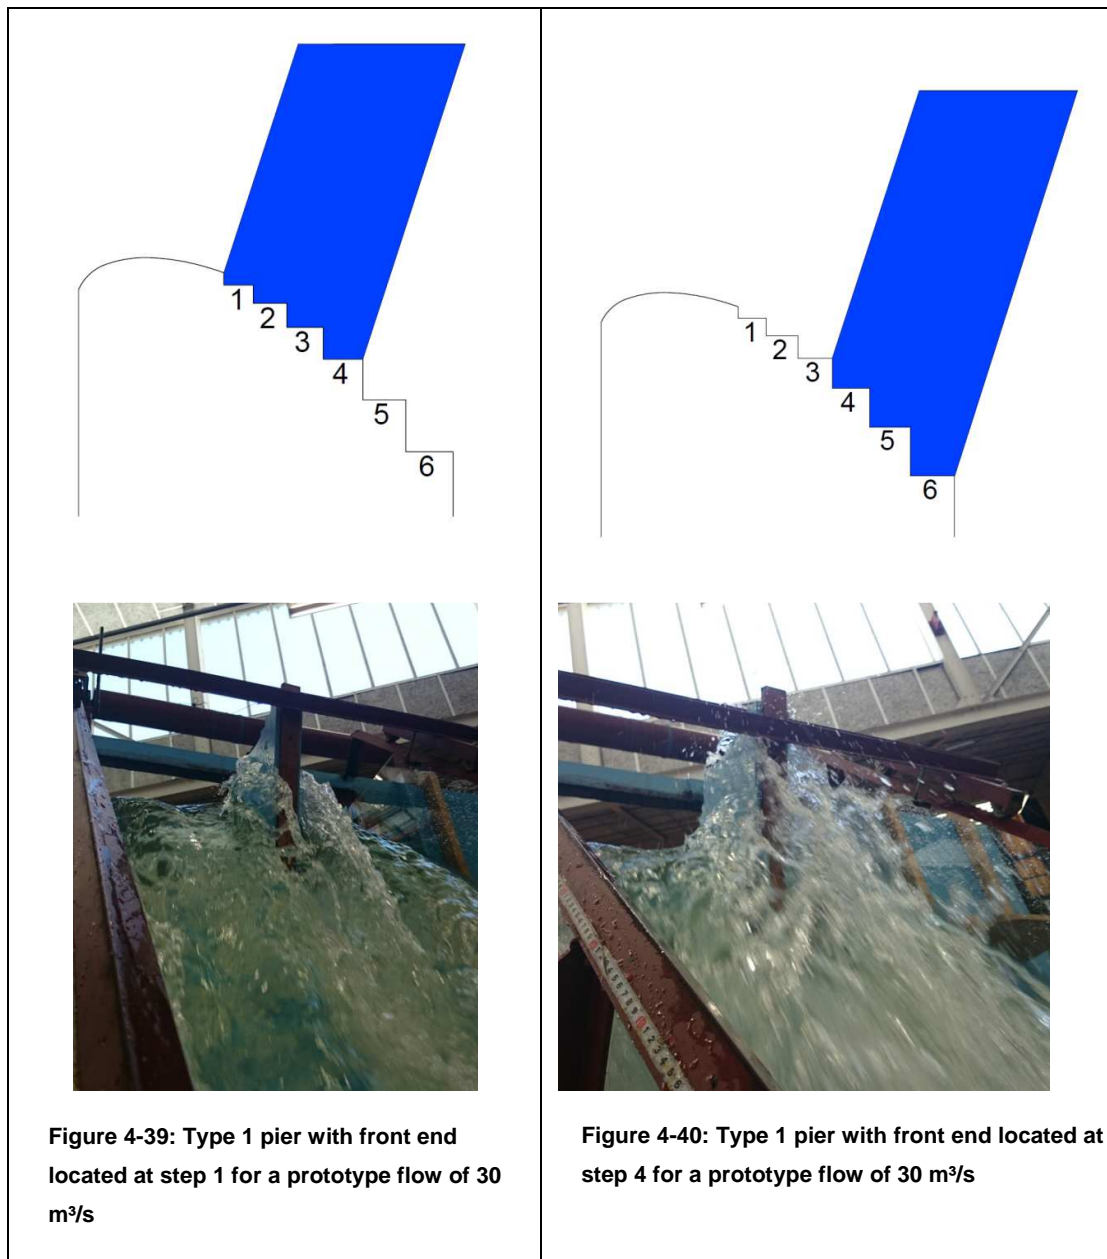 1
2
3
4
5
6
1
2
3
4
5
6
Figure 4-39: Type 1 pier with front end
located at step 1 for a prototype flow of 30
m³/s
Figure 4-40: Type 1 pier with front end located at
step 4 for a prototype flow of 30 m³/s